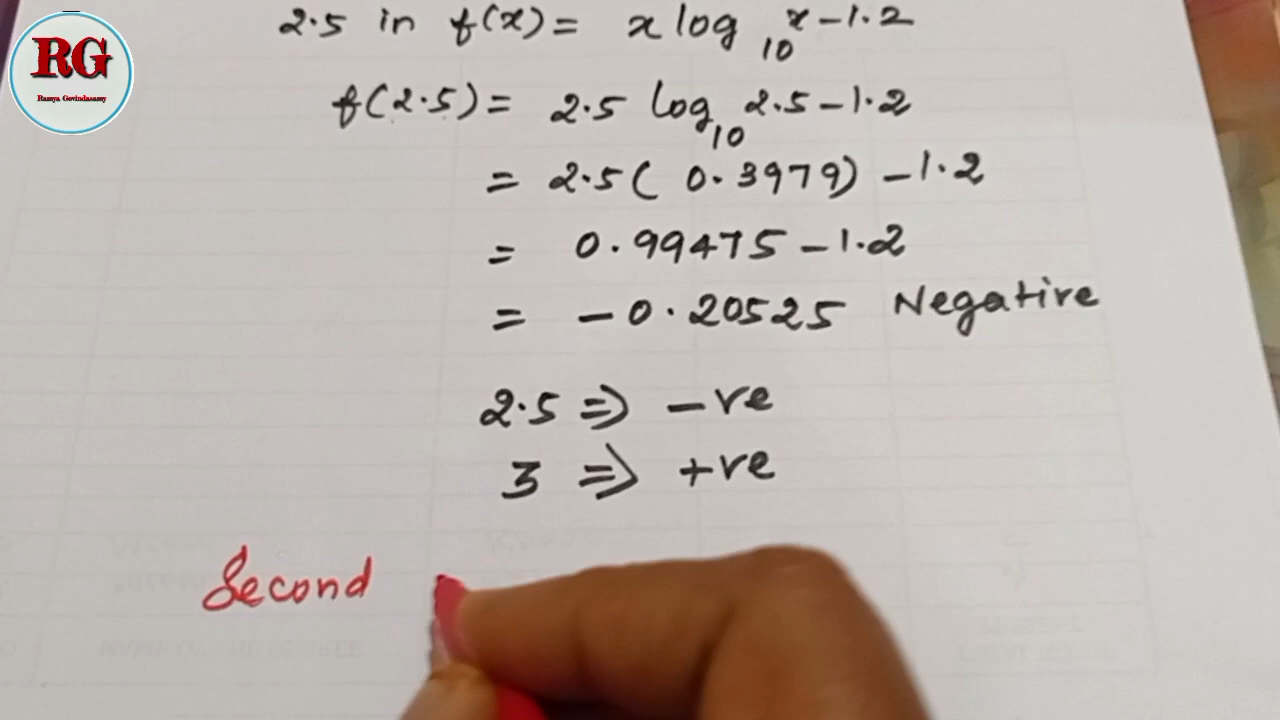 RG
Ramya Govindasamy
2.5 in f(x) = x log₁₀ x - 1.2
f(2.5) = 2.5 log₁₀ 2.5 - 1.2
= 2.5 ( 0.3979) - 1.2
= 0.99475 - 1.2
= - 0.20525 Negative
2.5 ⇒ - ve
3 ⇒ + ve
Second